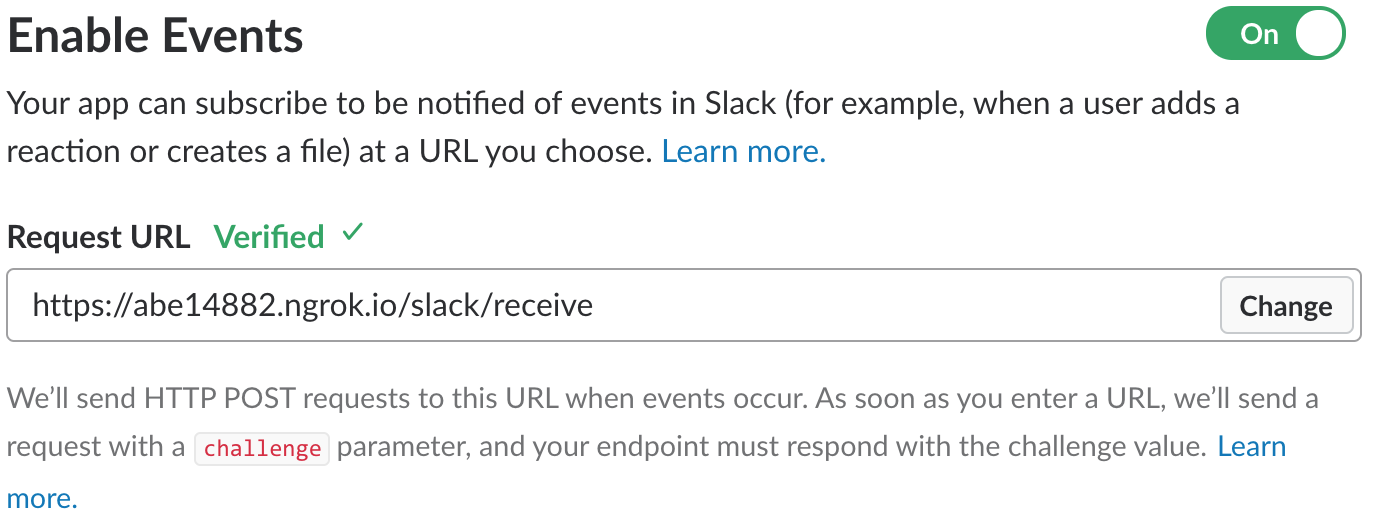 Enable Events
On
Your app can subscribe to be notified of events in Slack (for example, when a user adds a
reaction or creates a file) at a URL you choose. Learn more.
Request URL Verified ✓
https://abe14882.ngrok.io/slack/receive
Change
We’ll send HTTP POST requests to this URL when events occur. As soon as you enter a URL, we’ll send a
request with a challenge parameter, and your endpoint must respond with the challenge value. Learn
more.